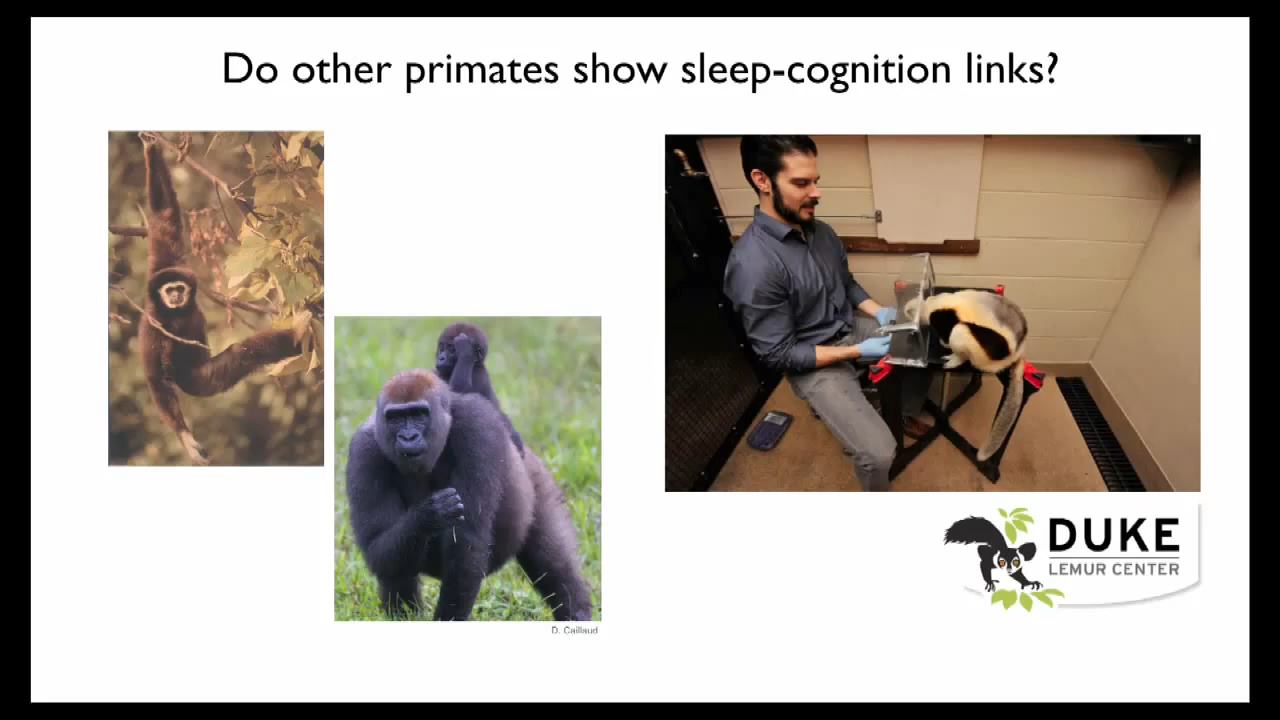 Do other primates show sleep-cognition links?
D. Caillaud
DUKE
LEMUR CENTER